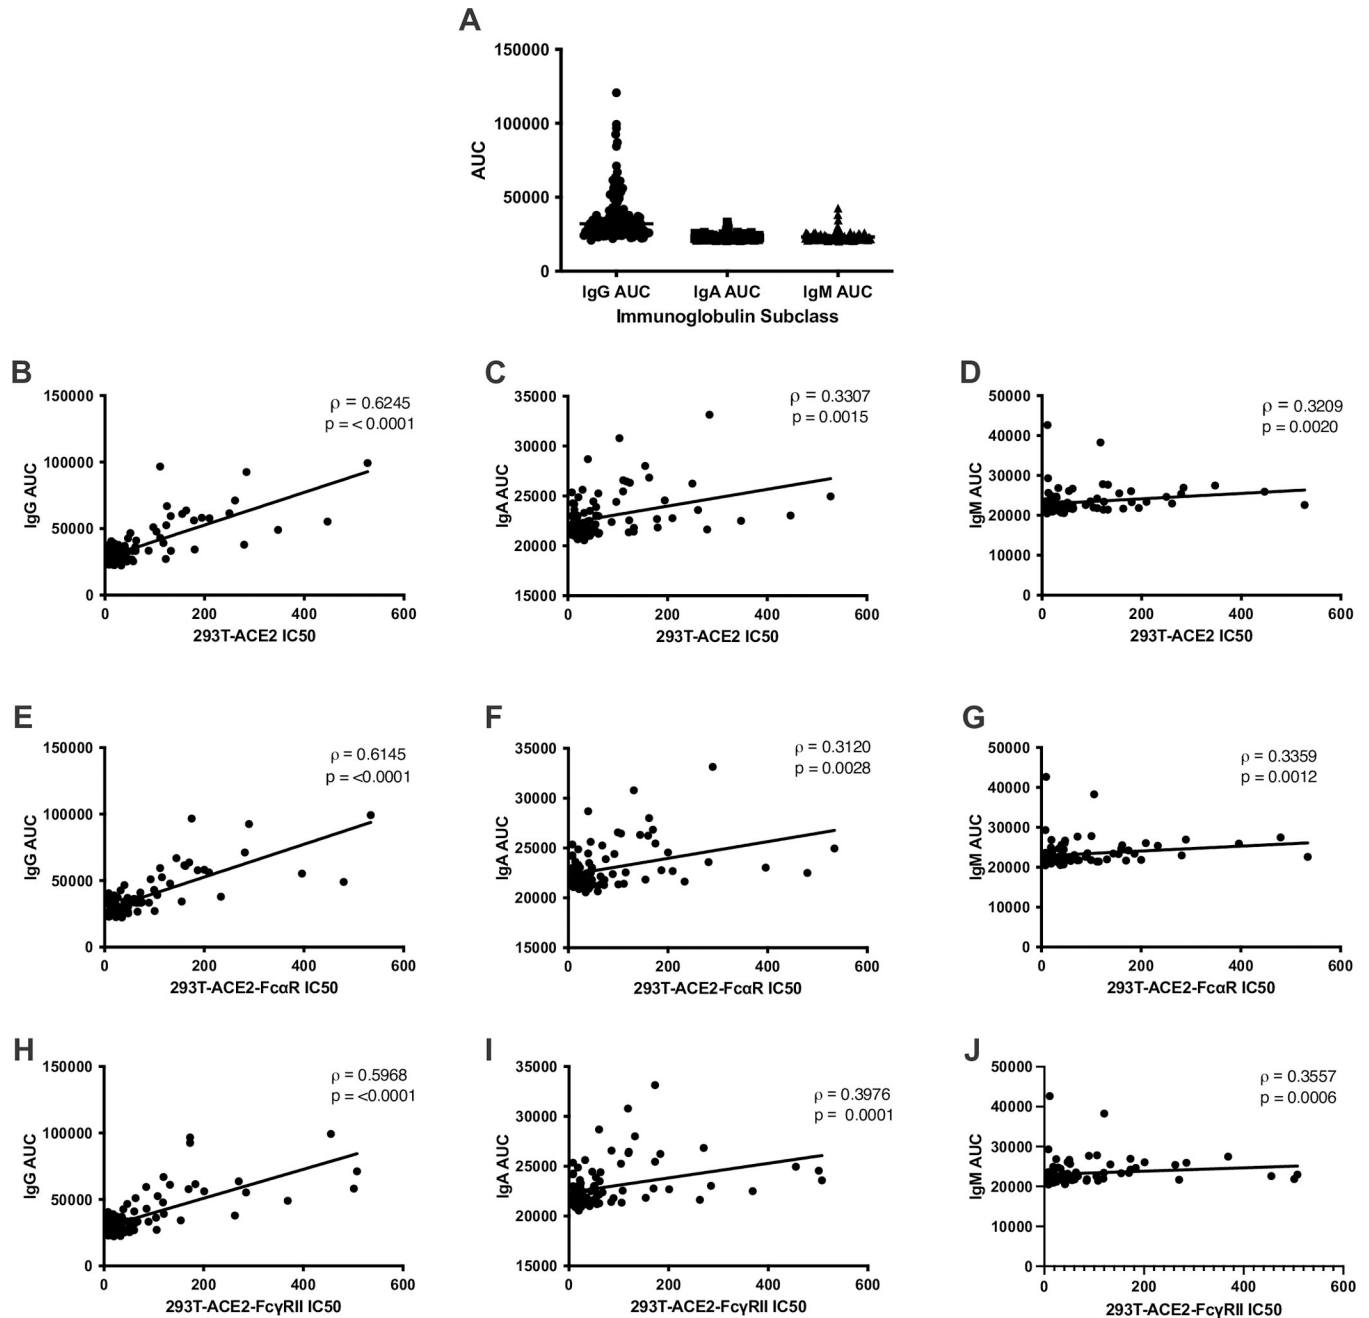 A
150000
100000
50000
0
AUC
IgG AUC IgA AUC IgM AUC
Immunoglobulin Subclass
B
150000
100000
50000
0
IgG AUC
ρ = 0.6245
p = < 0.0001
0 200 400 600
293T-ACE2 IC50
C
35000
30000
25000
20000
15000
IgA AUC
ρ = 0.3307
p = 0.0015
0 200 400 600
293T-ACE2 IC50
D
50000
40000
30000
20000
10000
0
IgM AUC
ρ = 0.3209
p = 0.0020
0 200 400 600
293T-ACE2 IC50
E
150000
100000
50000
0
IgG AUC
ρ = 0.6145
p = <0.0001
0 200 400 600
293T-ACE2-FcαR IC50
F
35000
30000
25000
20000
15000
IgA AUC
ρ = 0.3120
p = 0.0028
0 200 400 600
293T-ACE2-FcαR IC50
G
50000
40000
30000
20000
10000
0
IgM AUC
ρ = 0.3359
p = 0.0012
0 200 400 600
293T-ACE2-FcαR IC50
H
150000
100000
50000
0
IgG AUC
ρ = 0.5968
p = <0.0001
0 200 400 600
293T-ACE2-FcγRII IC50
I
35000
30000
25000
20000
15000
IgA AUC
ρ = 0.3976
p = 0.0001
0 200 400 600
293T-ACE2-FcγRII IC50
J
50000
40000
30000
20000
10000
0
IgM AUC
ρ = 0.3557
p = 0.0006
0 200 400 600
293T-ACE2-FcγRII IC50